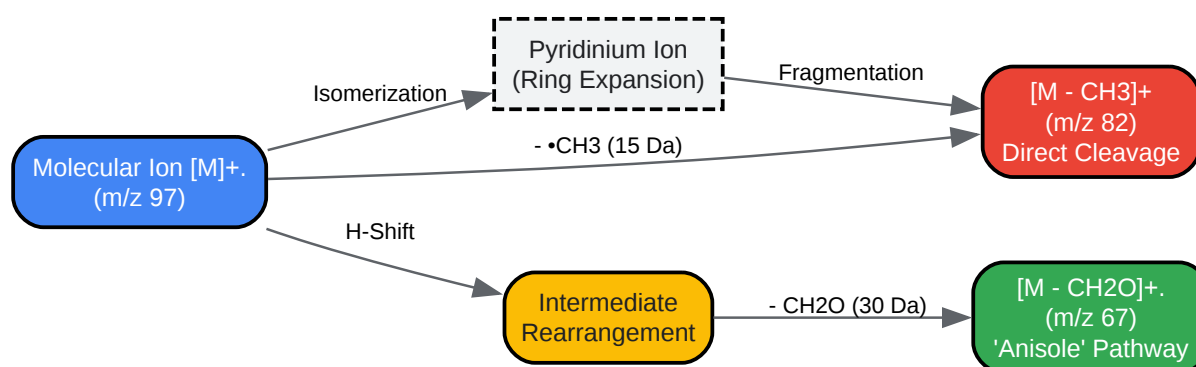 Pyridinium Ion
(Ring Expansion)
Isomerization
Fragmentation
[M - CH3]+
(m/z 82)
Direct Cleavage
- •CH3 (15 Da)
Molecular Ion [M]+.
(m/z 97)
H-Shift
Intermediate
Rearrangement
- CH2O (30 Da)
[M - CH2O]+.
(m/z 67)
'Anisole' Pathway